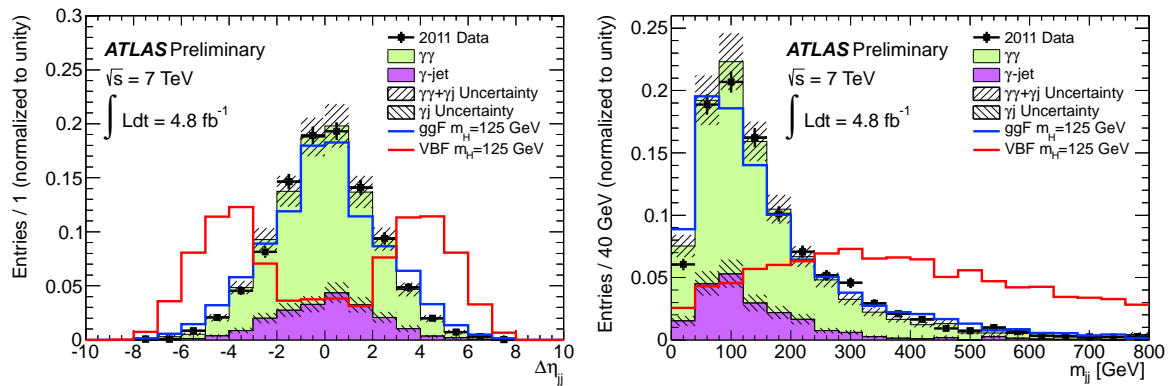 Entries / 1 (normalized to unity)
0.3
0.25
0.2
0.15
0.1
0.05
0
ATLAS Preliminary
√s = 7 TeV
∫ Ldt = 4.8 fb⁻¹
2011 Data
γγ
γ-jet
γγ+γj Uncertainty
γj Uncertainty
ggF m_H=125 GeV
VBF m_H=125 GeV
-10 -8 -6 -4 -2 0 2 4 6 8 10
Δη_jj
Entries / 40 GeV (normalized to unity)
0.25
0.2
0.15
0.1
0.05
0
ATLAS Preliminary
√s = 7 TeV
∫ Ldt = 4.8 fb⁻¹
2011 Data
γγ
γ-jet
γγ+γj Uncertainty
γj Uncertainty
ggF m_H=125 GeV
VBF m_H=125 GeV
0 100 200 300 400 500 600 700 800
m_jj [GeV]